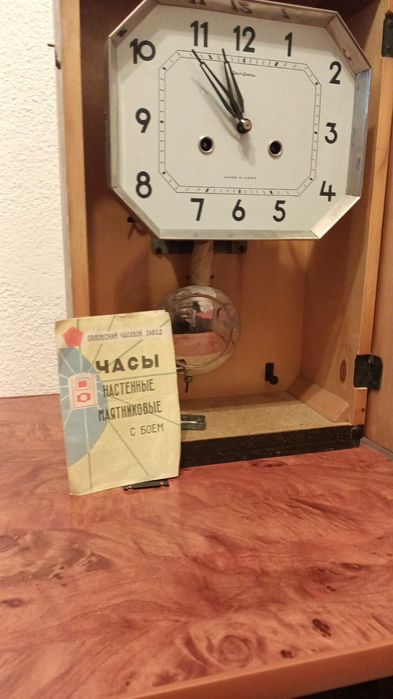 11 12 1
10 2
9 3
8 4
7 6 5
Янтарь
MADE IN USSR
ОРЛОВСКИЙ ЧАСОВОЙ ЗАВОД
ЧАСЫ
НАСТЕННЫЕ
МАЯТНИКОВЫЕ
С БОЕМ